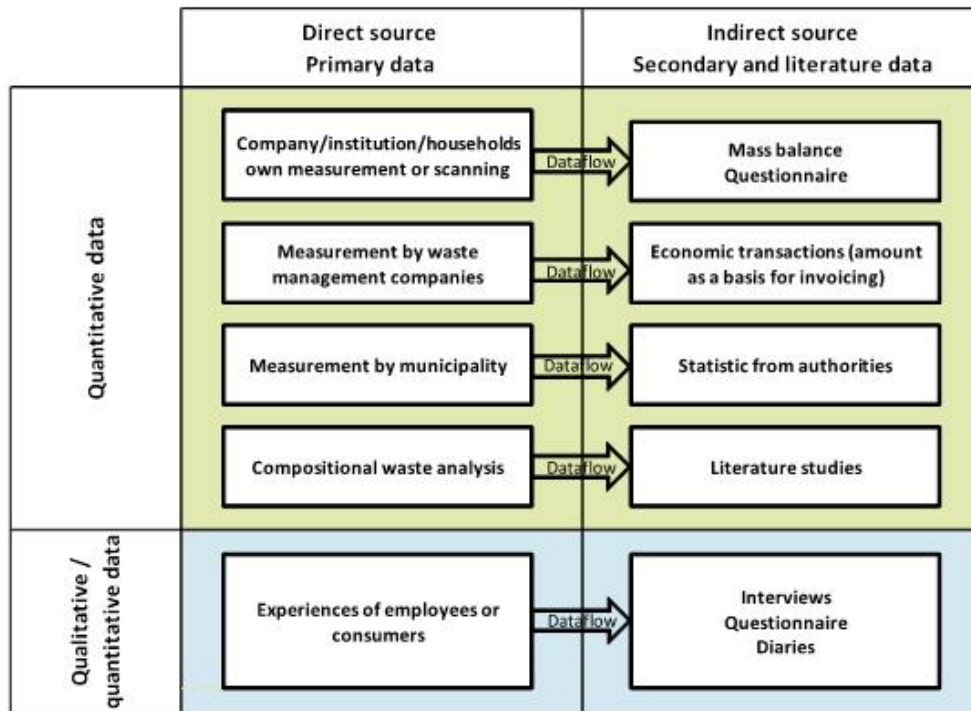 Direct source
Primary data
Indirect source
Secondary and literature data
Quantitative data
Company/institution/households
own measurement or scanning
Dataflow
Mass balance
Questionnaire
Measurement by waste
management companies
Dataflow
Economic transactions (amount
as a basis for invoicing)
Measurement by municipality
Dataflow
Statistic from authorities
Compositional waste analysis
Dataflow
Literature studies
Qualitative /
quantitative data
Experiences of employees or
consumers
Dataflow
Interviews
Questionnaire
Diaries